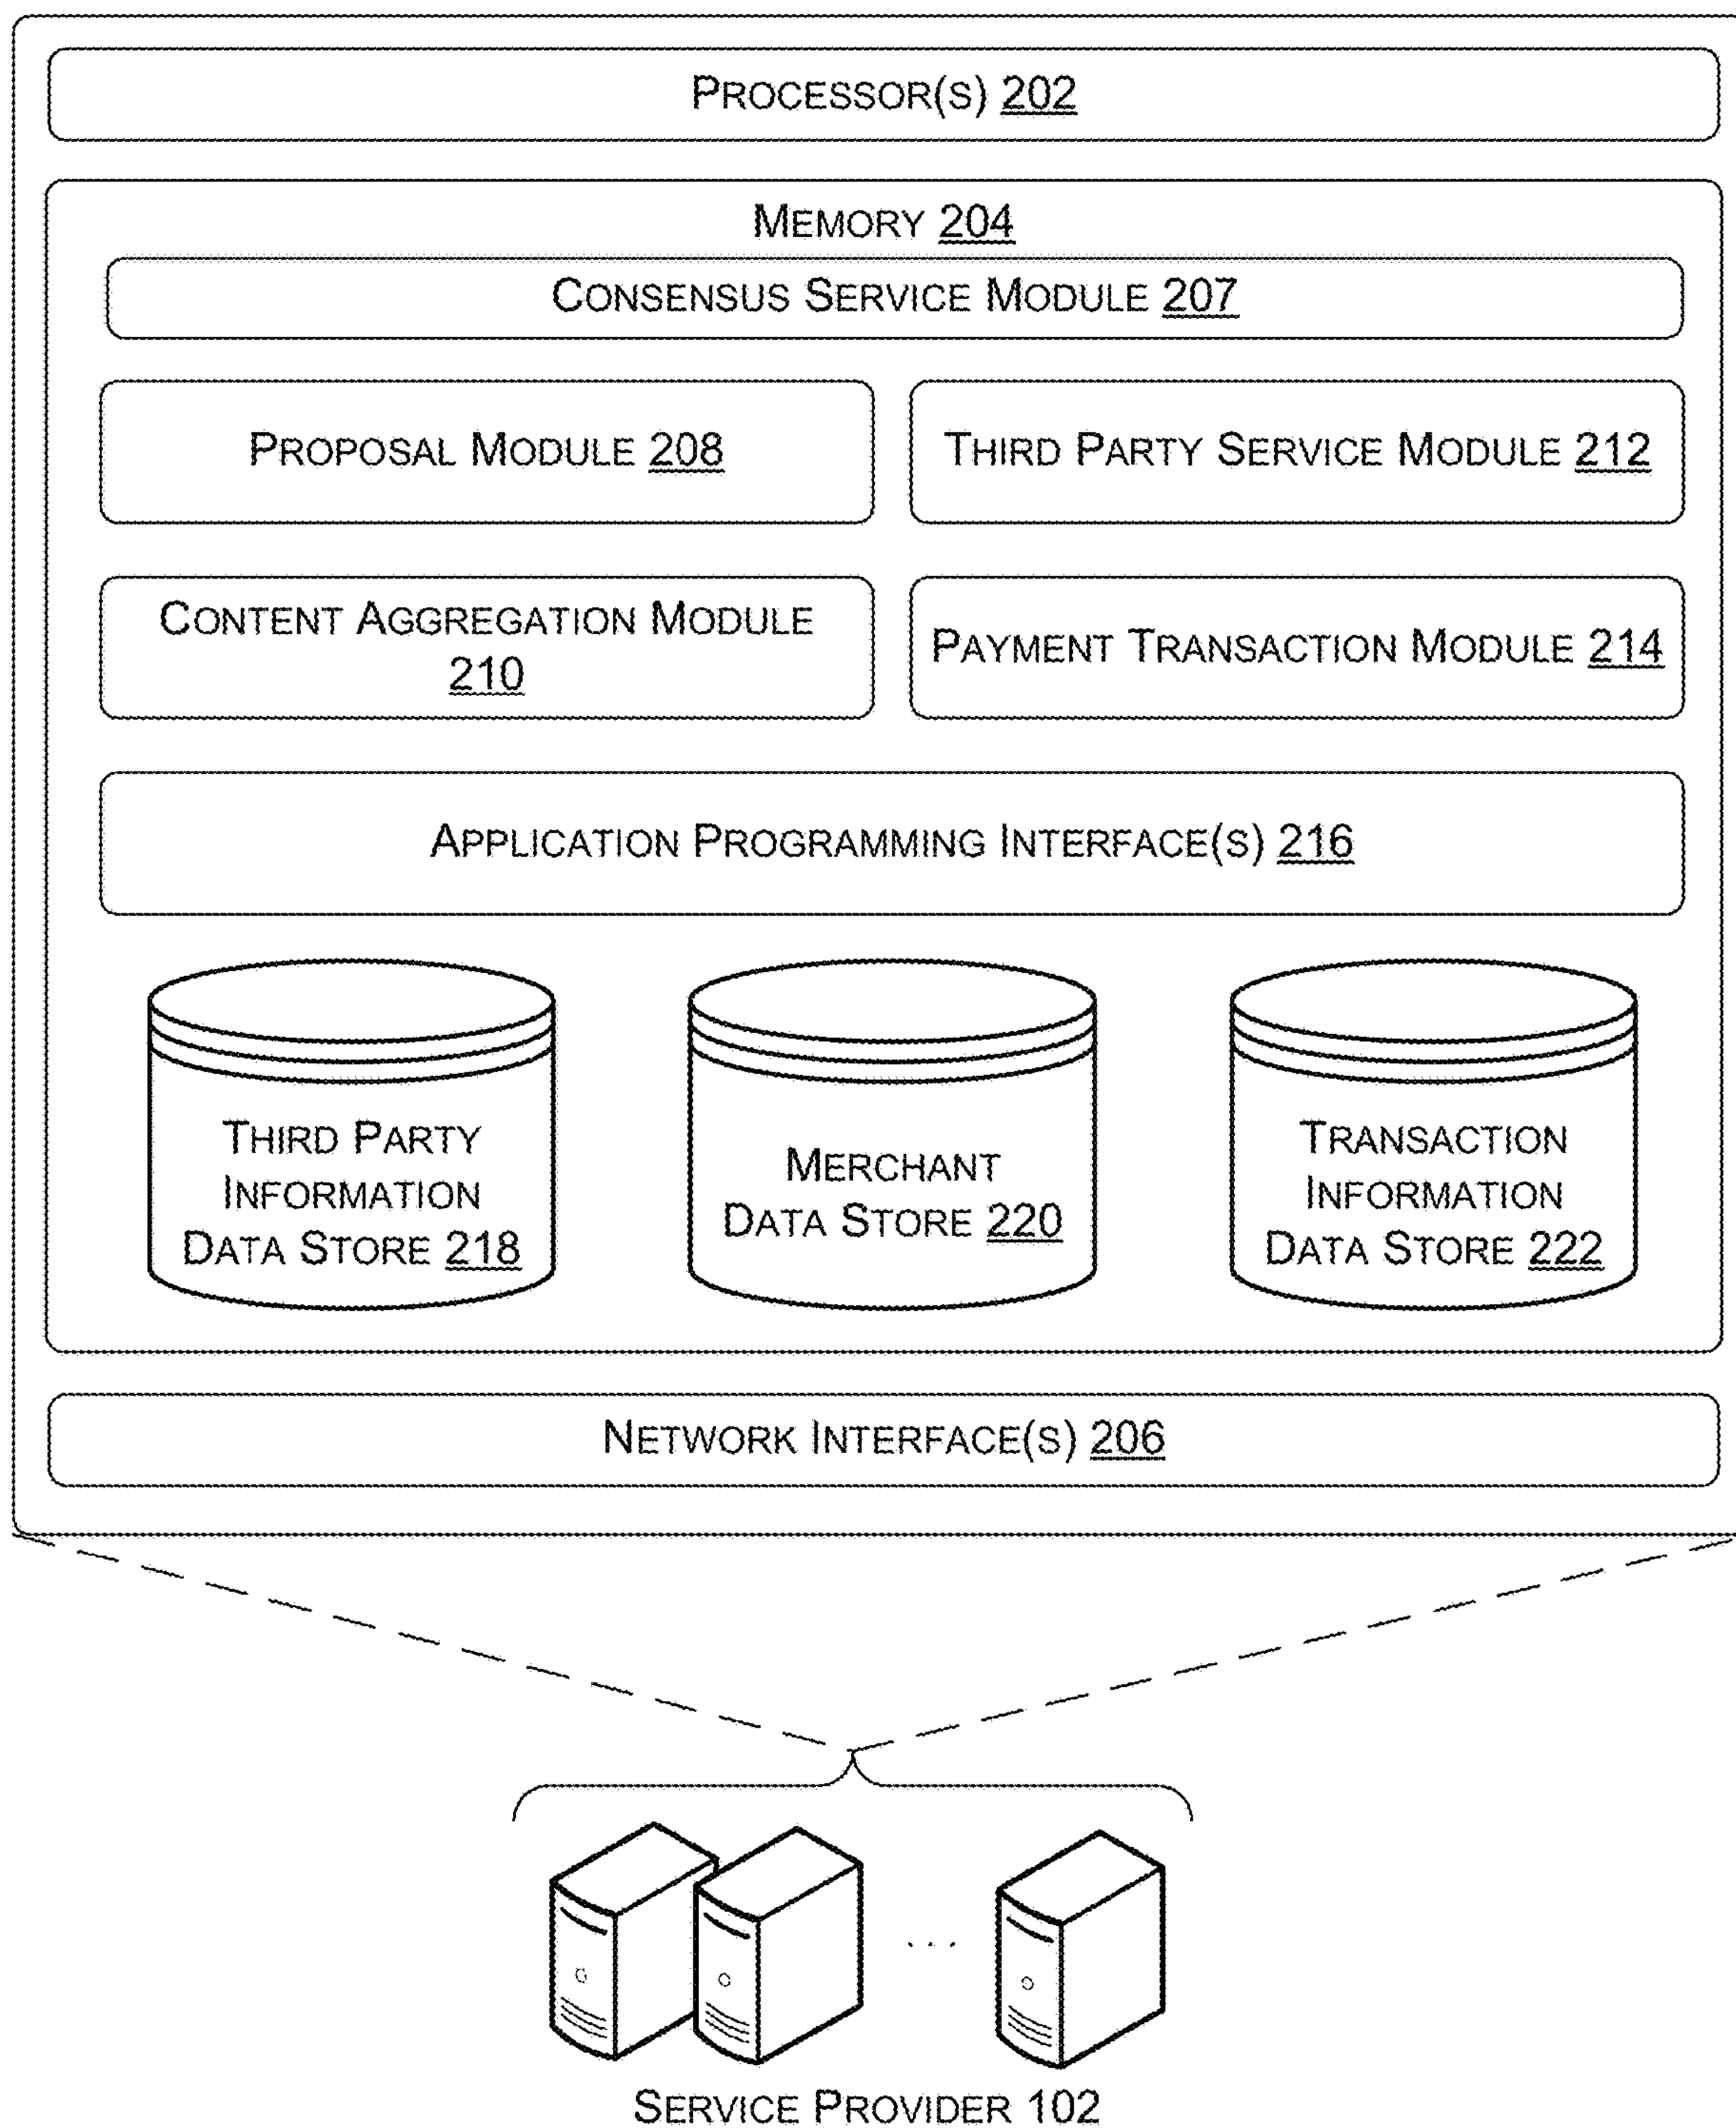 PROCESSOR(S) 202
MEMORY 204
CONSENSUS SERVICE MODULE 207
PROPOSAL MODULE 208
THIRD PARTY SERVICE MODULE 212
CONTENT AGGREGATION MODULE
210
PAYMENT TRANSACTION MODULE 214
APPLICATION PROGRAMMING INTERFACE(S) 216
THIRD PARTY
INFORMATION
DATA STORE 218
MERCHANT
DATA STORE 220
TRANSACTION
INFORMATION
DATA STORE 222
NETWORK INTERFACE(S) 206
. . .
SERVICE PROVIDER 102